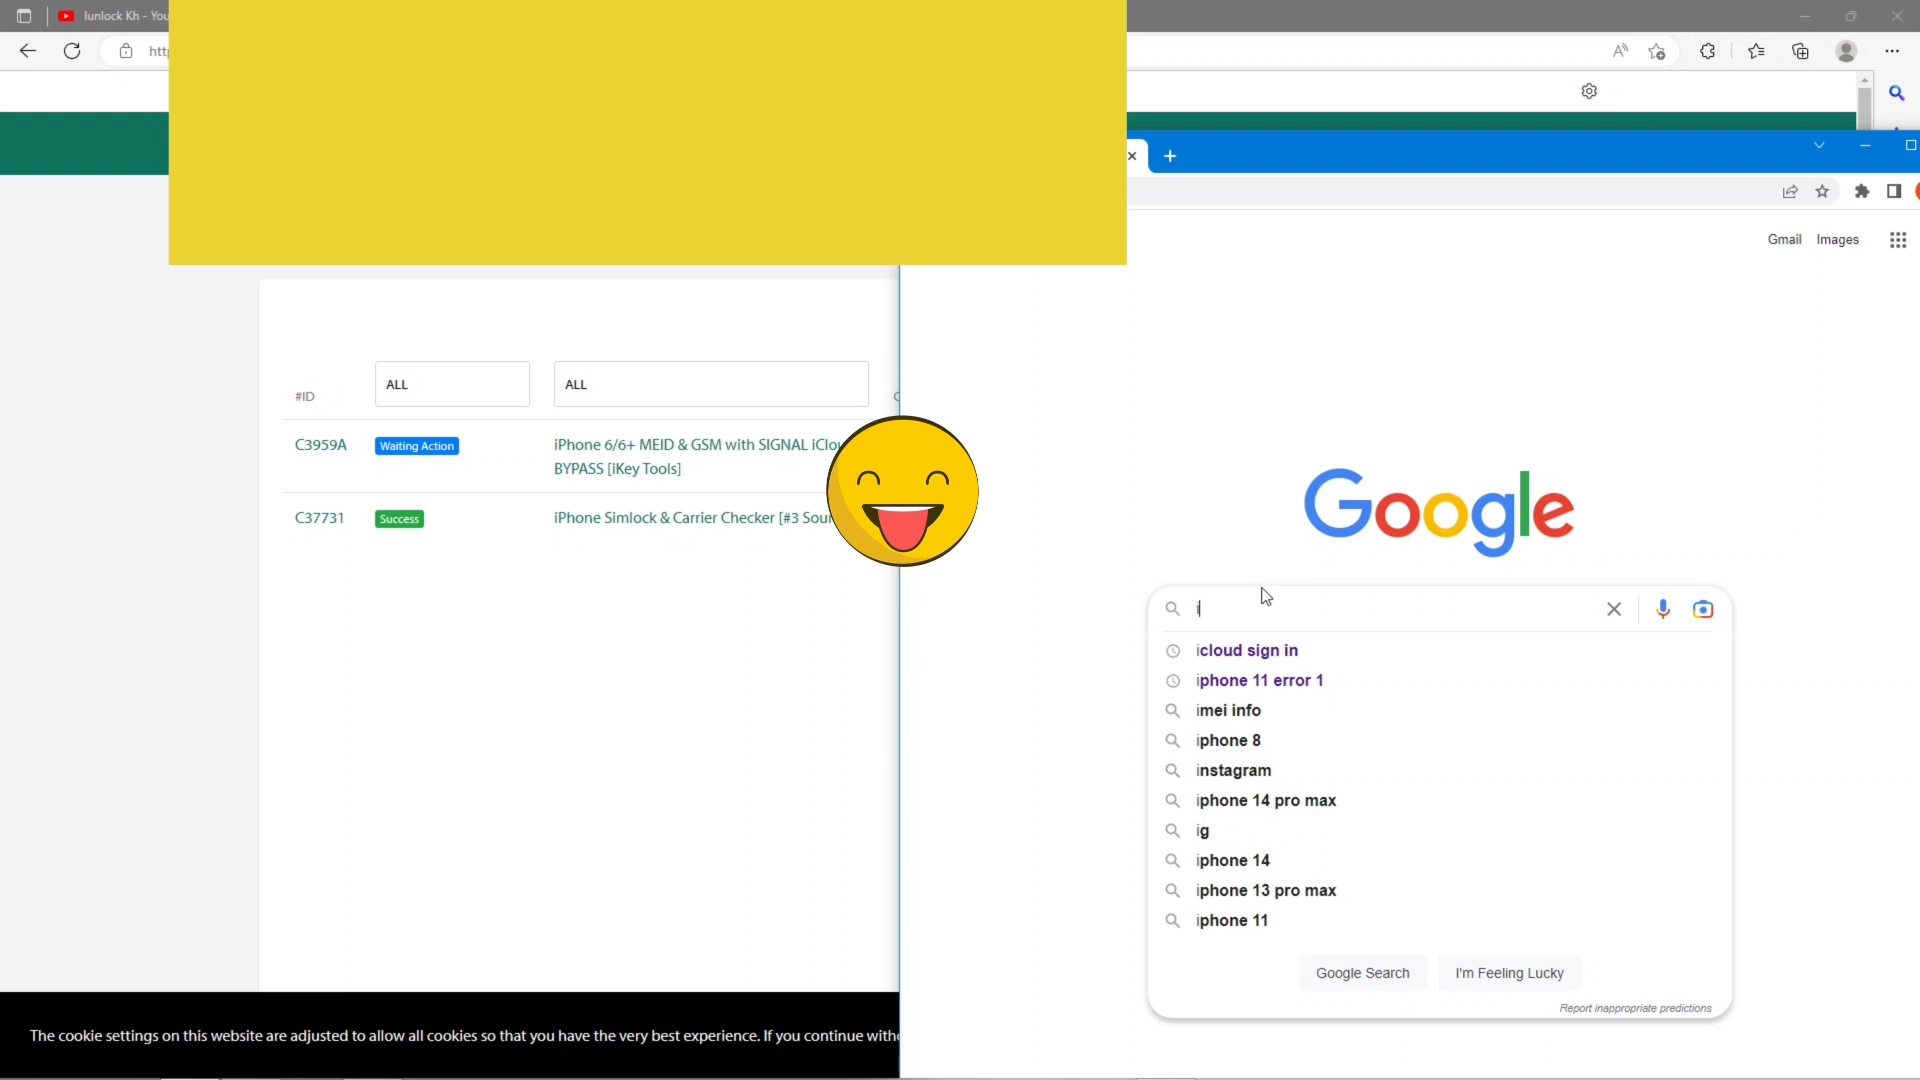 Iunlock Kh - You
Gmail Images
ALL
ALL
#ID
C3959A
Waiting Action
iPhone 6/6+ MEID & GSM with SIGNAL iClou
BYPASS [iKey Tools]
C37731
Success
iPhone Simlock & Carrier Checker [#3 Sour
Google
i
icloud sign in
iphone 11 error 1
imei info
iphone 8
instagram
iphone 14 pro max
ig
iphone 14
iphone 13 pro max
iphone 11
Google Search
I'm Feeling Lucky
Report inappropriate predictions
The cookie settings on this website are adjusted to allow all cookies so that you have the very best experience. If you continue with